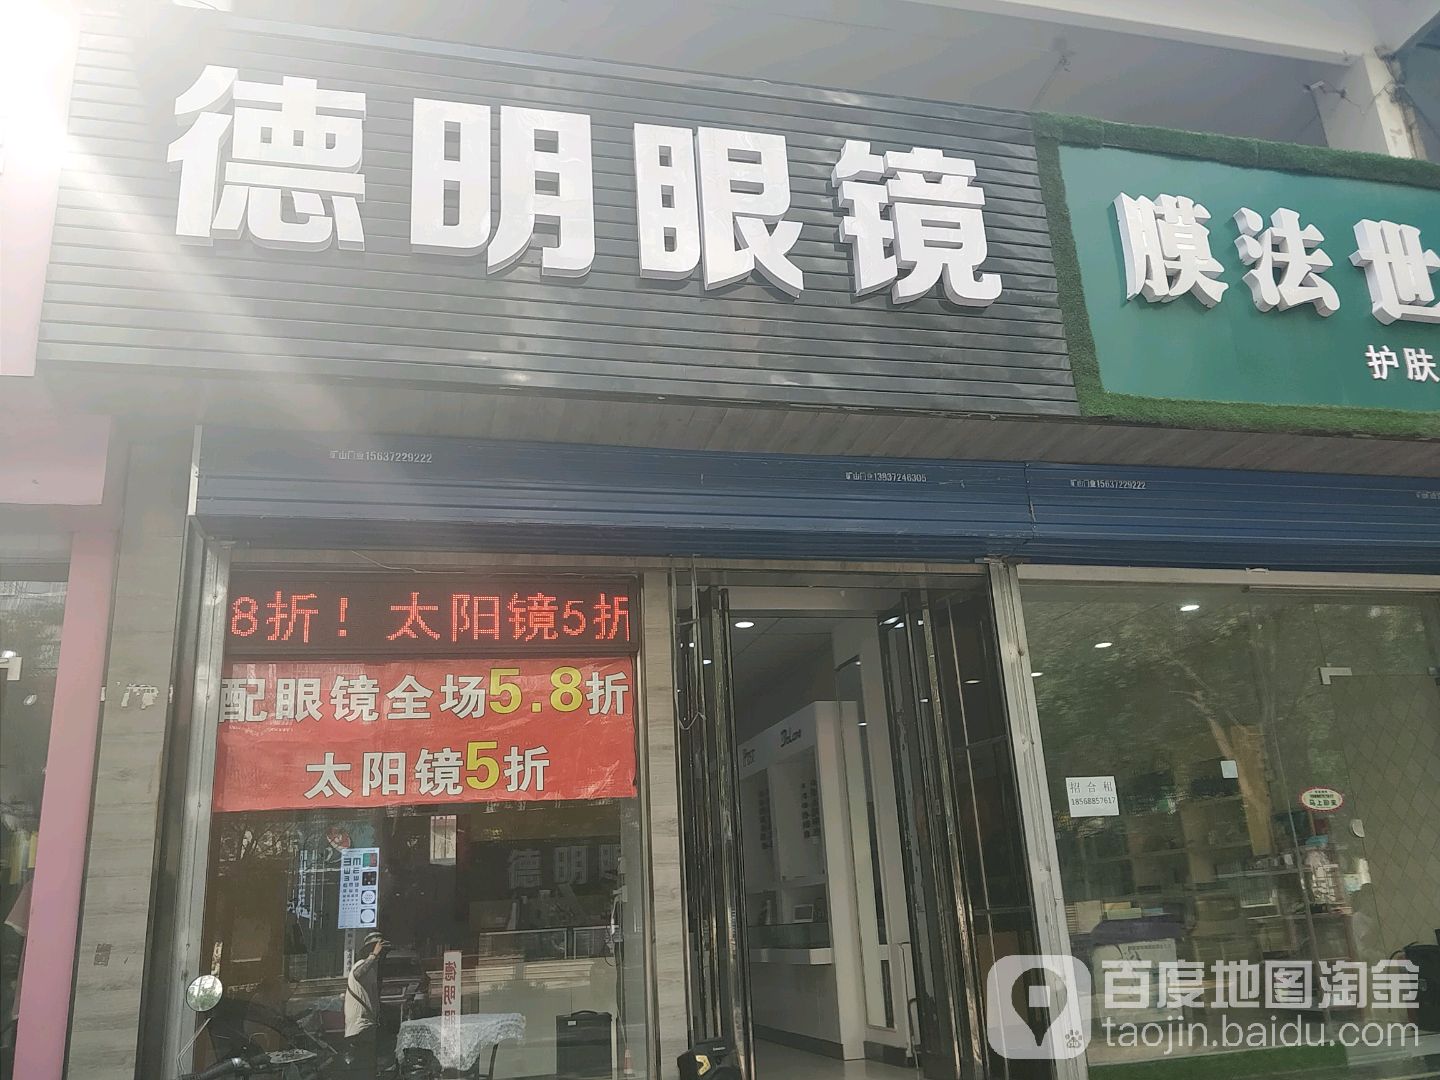 德明眼镜
膜法世
护肤
矿山门业15637229222
矿山门业13837246305
矿山门业15637229222
8折！太阳镜5折
配眼镜全场5.8折
太阳镜5折
招合租
18568857617
马上到家
德明眼
德明眼
百度地图淘金
taojin.baidu.com